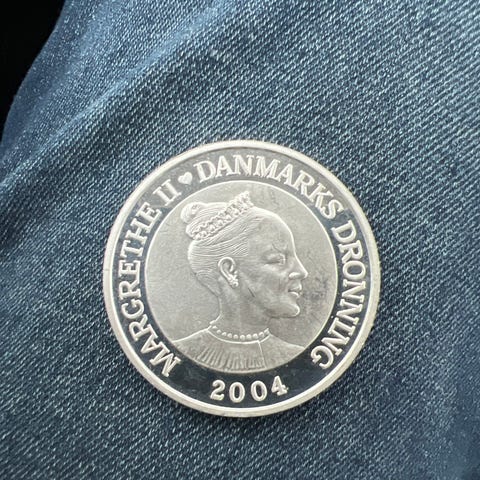 MARGRETHE II ♥ DANMARKS DRONNING
2004